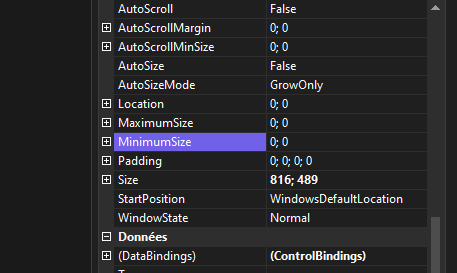 AutoScroll False
AutoScrollMargin 0; 0
AutoScrollMinSize 0; 0
AutoSize False
AutoSizeMode GrowOnly
Location 0; 0
MaximumSize 0; 0
MinimumSize 0; 0
Padding 0; 0; 0; 0
Size 816; 489
StartPosition WindowsDefaultLocation
WindowState Normal
Données
(DataBindings) (ControlBindings)